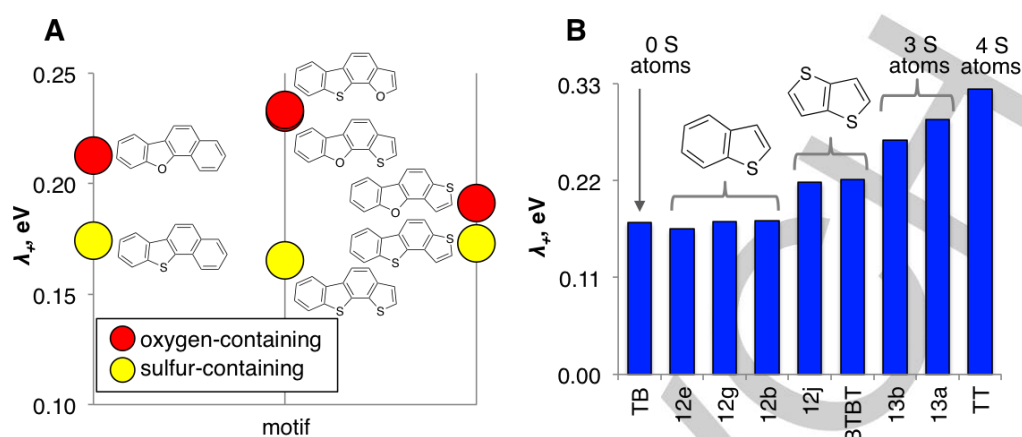 A
0.25
0.20
0.15
0.10
λ+, eV
S
O
O
S
O
S
S
O
S
S
S
S
oxygen-containing
sulfur-containing
motif
B
0 S
atoms
3 S
atoms
4 S
atoms
S
S
S
0.33
0.22
0.11
0.00
λ+, eV
TB
12e
12g
12b
12j
BTBT
13b
13a
TT